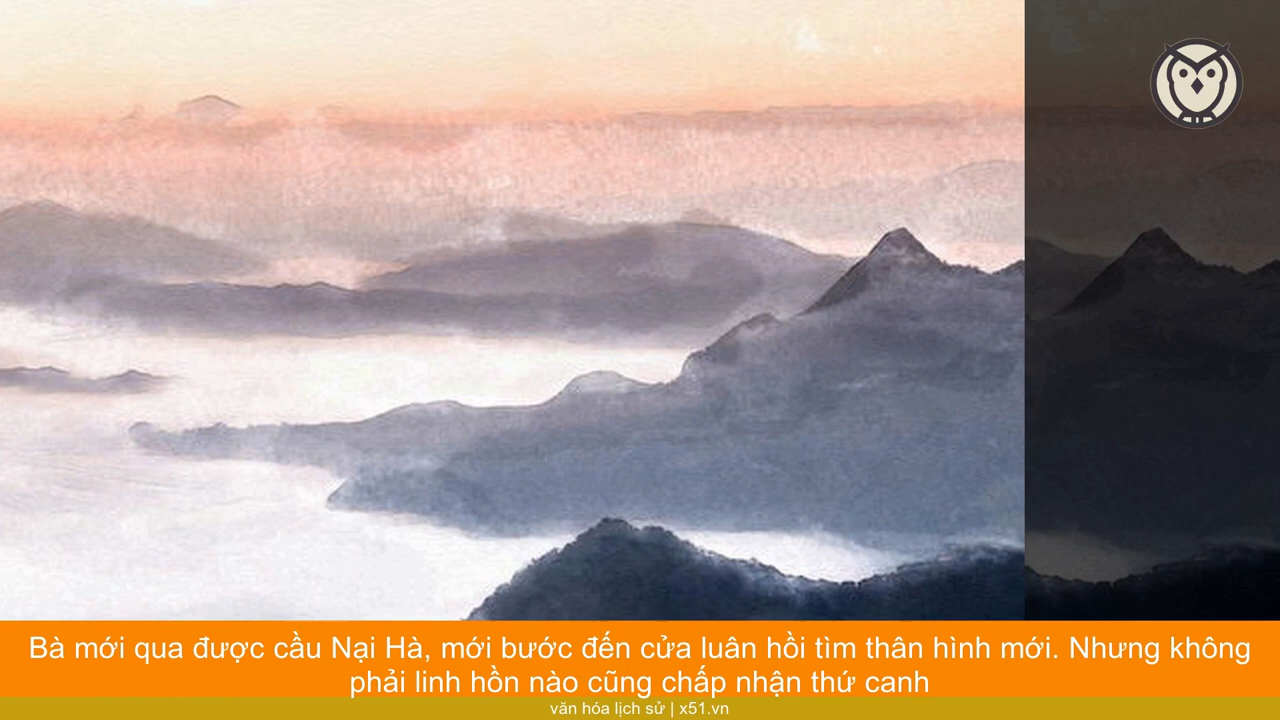 Bà mới qua được cầu Nại Hà, mới bước đến cửa luân hồi tìm thân hình mới. Nhưng không
phải linh hồn nào cũng chấp nhận thứ canh
văn hóa lịch sử | x51.vn